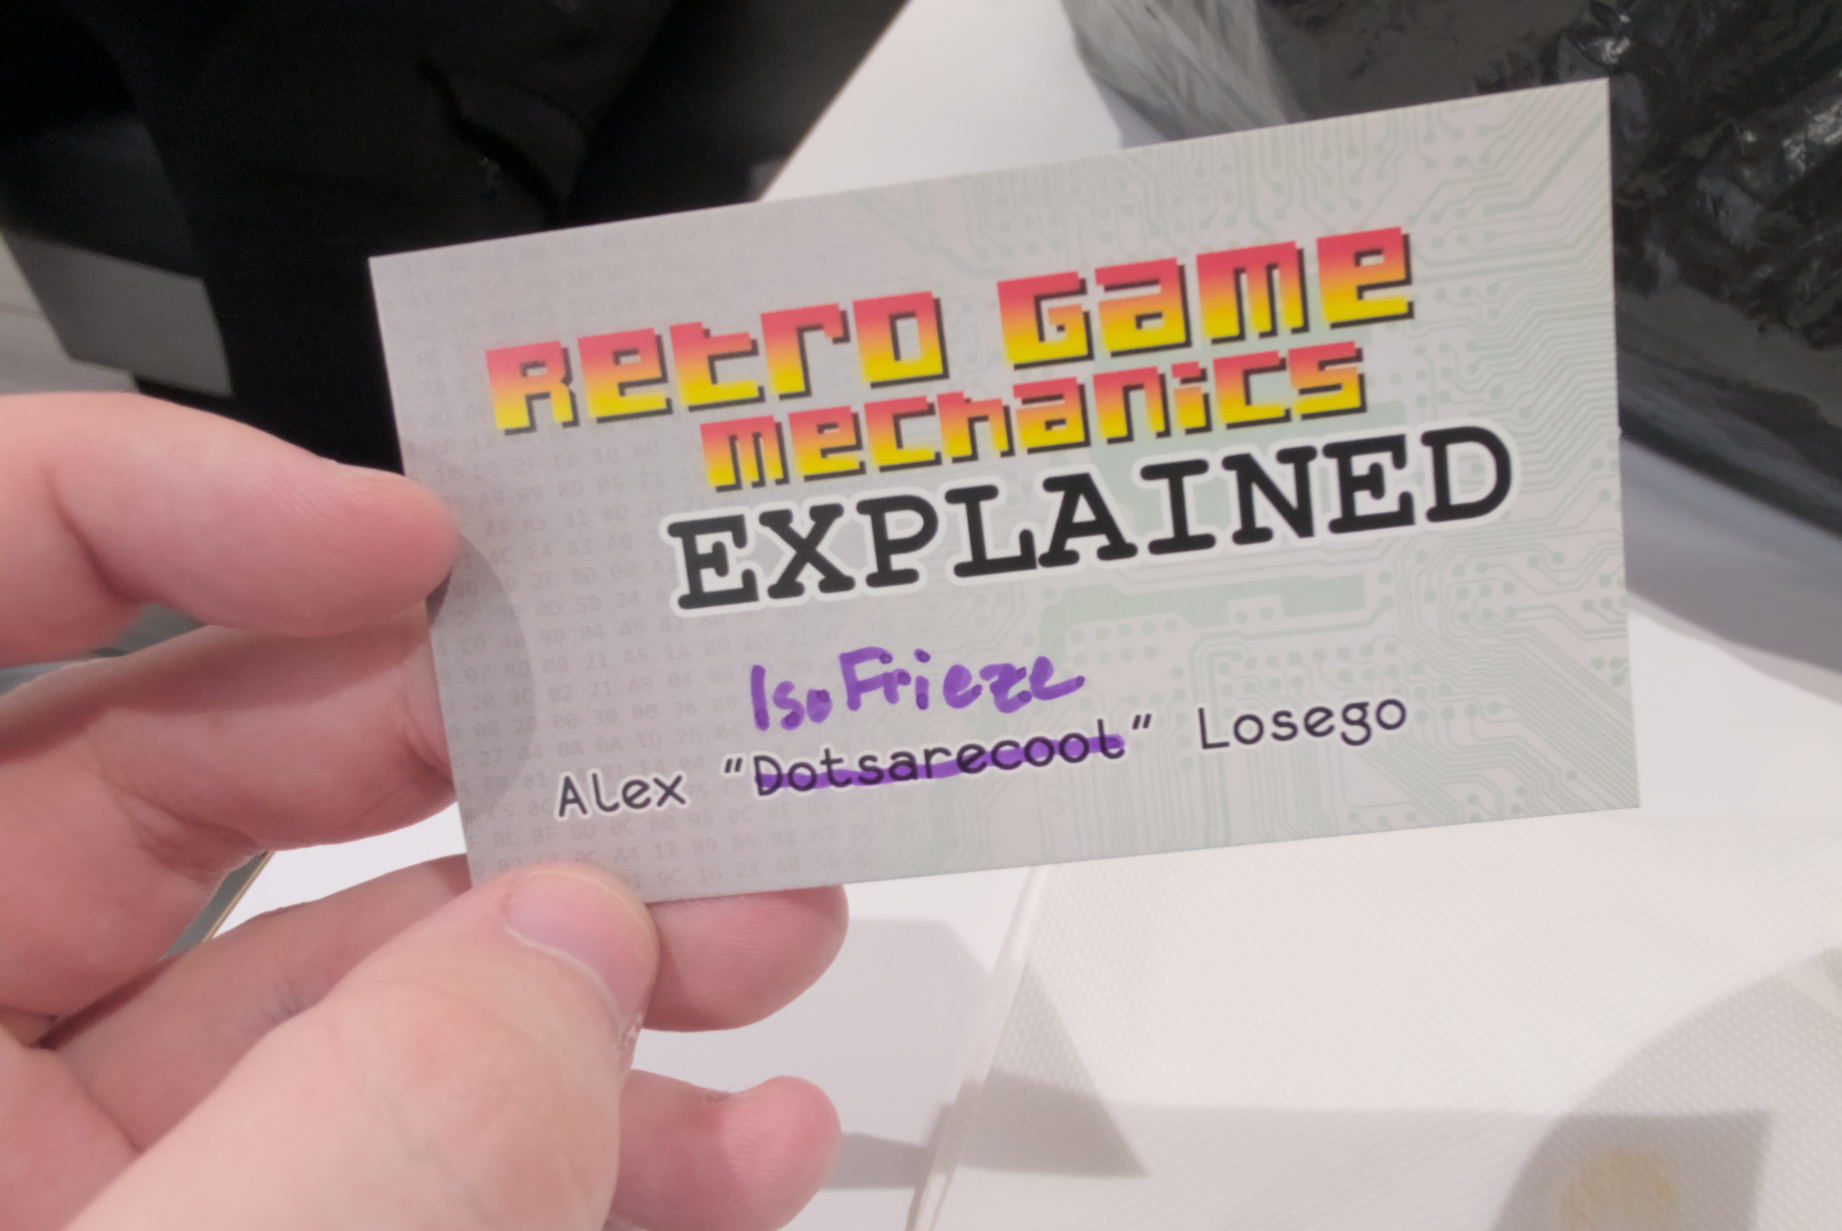 Retro Game
mechanics
EXPLAINED
IsoFrieze
Alex "Dotsarecool" Losego